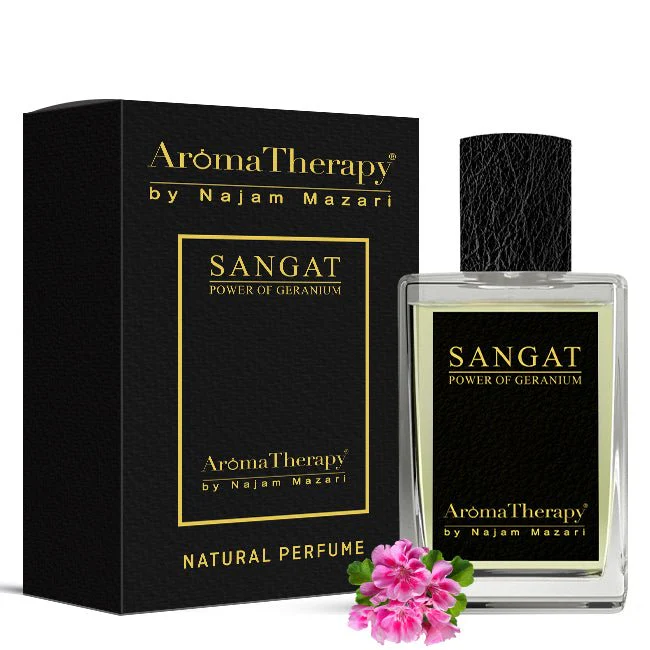 AromaTherapy®
by Najam Mazari
SANGAT
POWER OF GERANIUM
AromaTherapy®
by Najam Mazari
NATURAL PERFUME
SANGAT
POWER OF GERANIUM
AromaTherapy®
by Najam Mazari